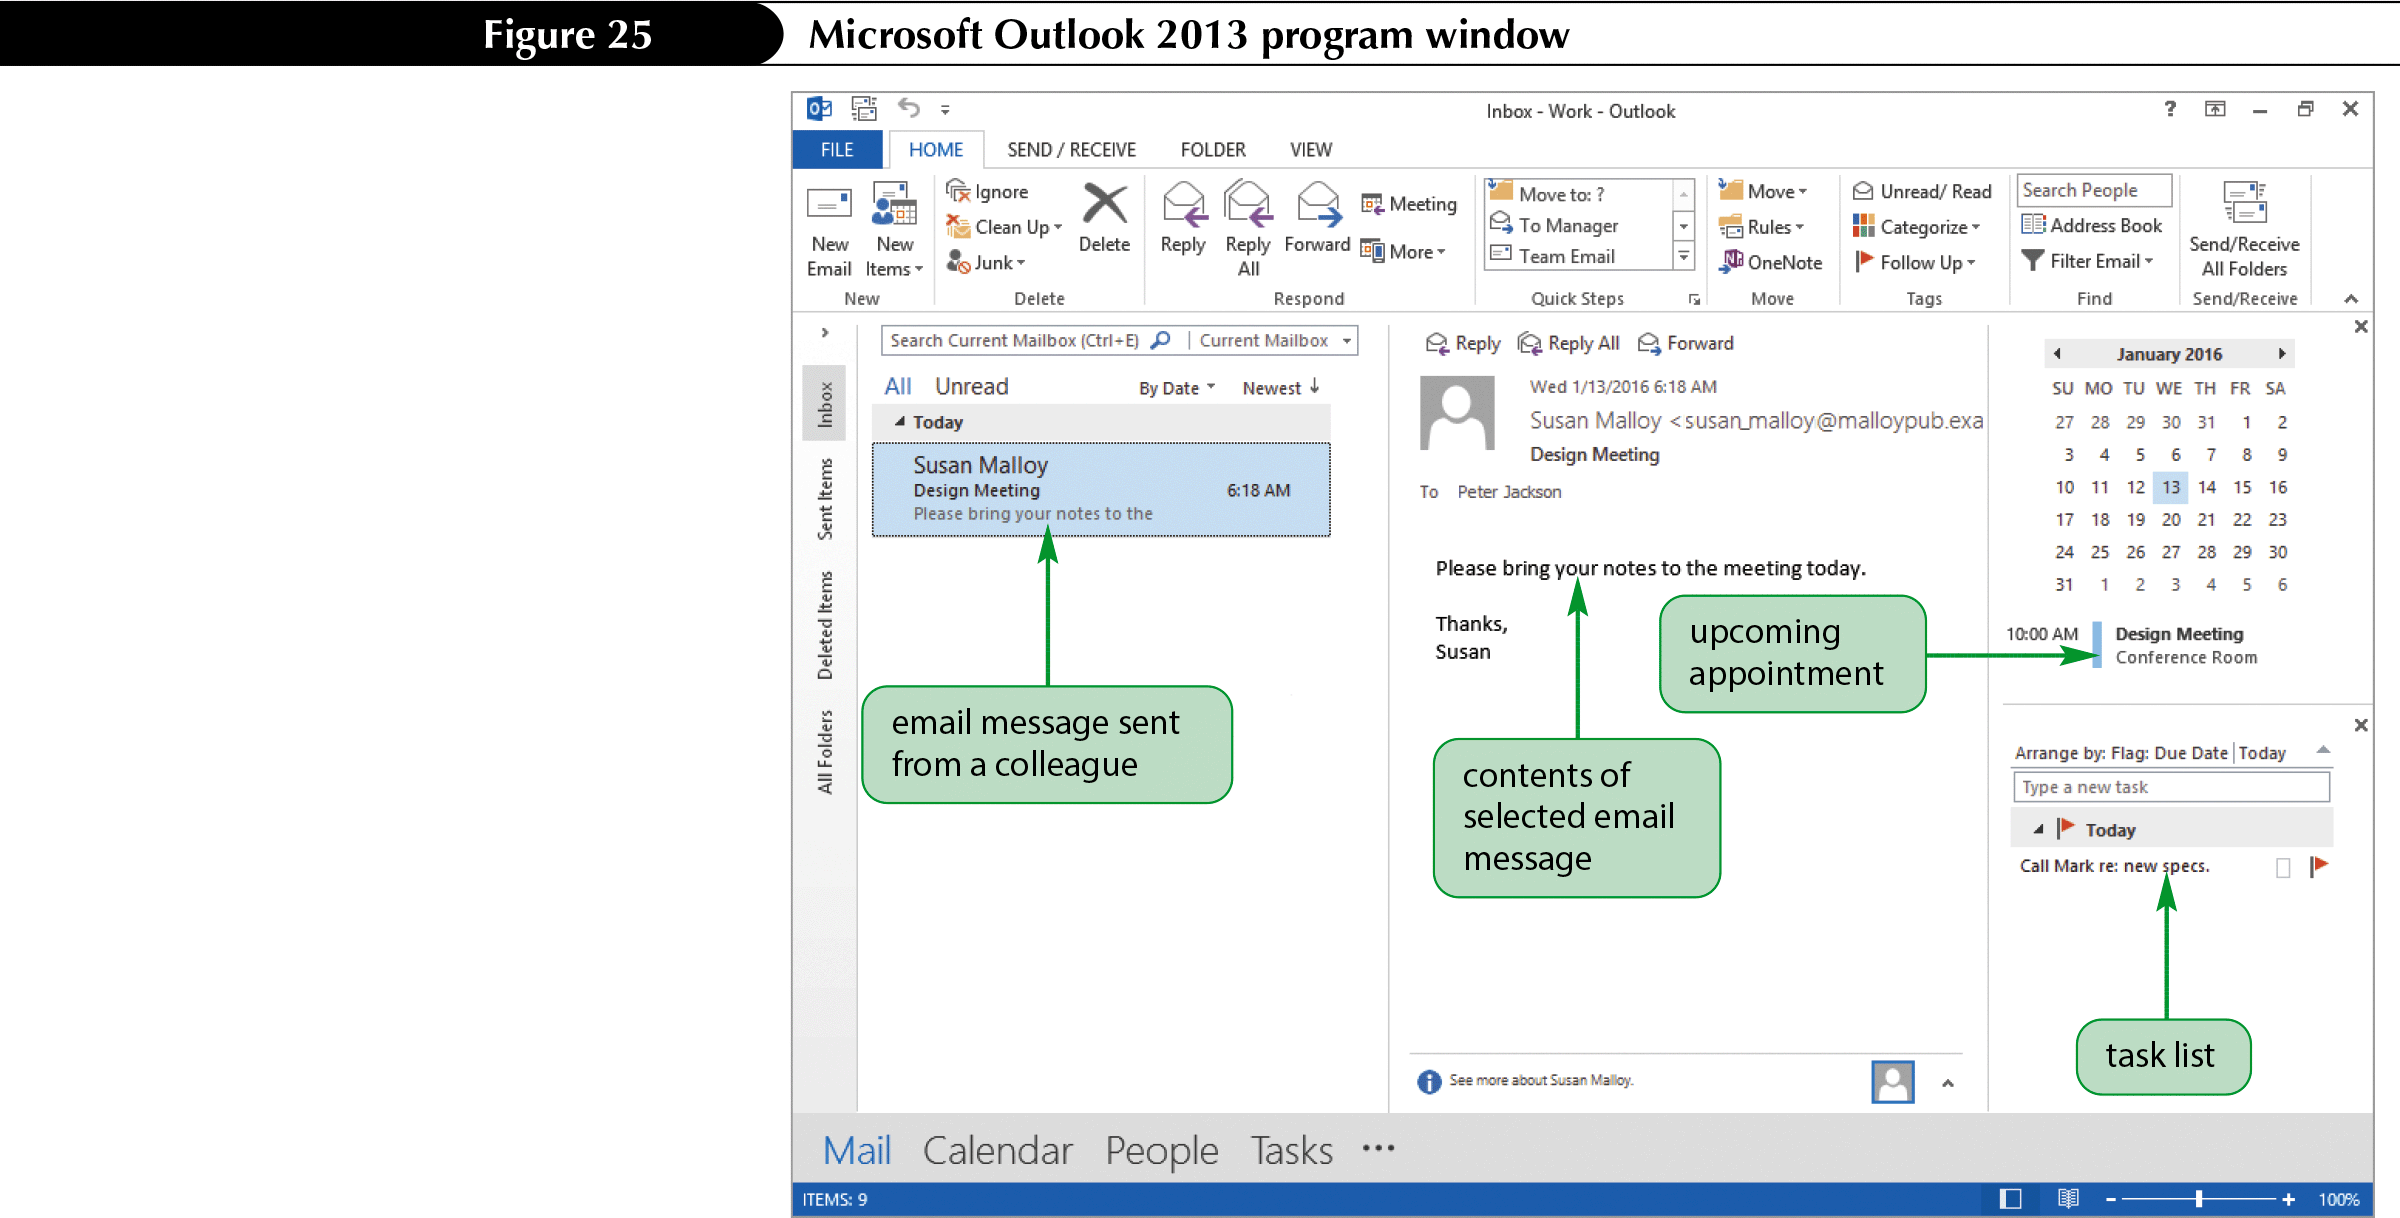 Figure 25 Microsoft Outlook 2013 program window
Inbox - Work - Outlook
FILE HOME SEND / RECEIVE FOLDER VIEW
New Email
New Items
New
Ignore
Clean Up
Junk
Delete
Delete
Reply
Reply All
Forward
Meeting
More
Respond
Move to: ?
To Manager
Team Email
Quick Steps
Move
Rules
OneNote
Move
Unread/ Read
Categorize
Follow Up
Tags
Search People
Address Book
Filter Email
Find
Send/Receive
All Folders
Send/Receive
Inbox
Sent Items
Deleted Items
All Folders
Search Current Mailbox (Ctrl+E) Current Mailbox
All Unread By Date Newest
Today
Susan Malloy
Design Meeting 6:18 AM
Please bring your notes to the
email message sent
from a colleague
Reply Reply All Forward
Wed 1/13/2016 6:18 AM
Susan Malloy <susan_malloy@malloypub.exa
Design Meeting
To Peter Jackson
Please bring your notes to the meeting today.
Thanks,
Susan
contents of
selected email
message
upcoming
appointment
See more about Susan Malloy.
January 2016
SU MO TU WE TH FR SA
27 28 29 30 31 1 2
3 4 5 6 7 8 9
10 11 12 13 14 15 16
17 18 19 20 21 22 23
24 25 26 27 28 29 30
31 1 2 3 4 5 6
10:00 AM Design Meeting
Conference Room
Arrange by: Flag: Due Date Today
Type a new task
Today
Call Mark re: new specs.
task list
Mail Calendar People Tasks •••
ITEMS: 9 100%